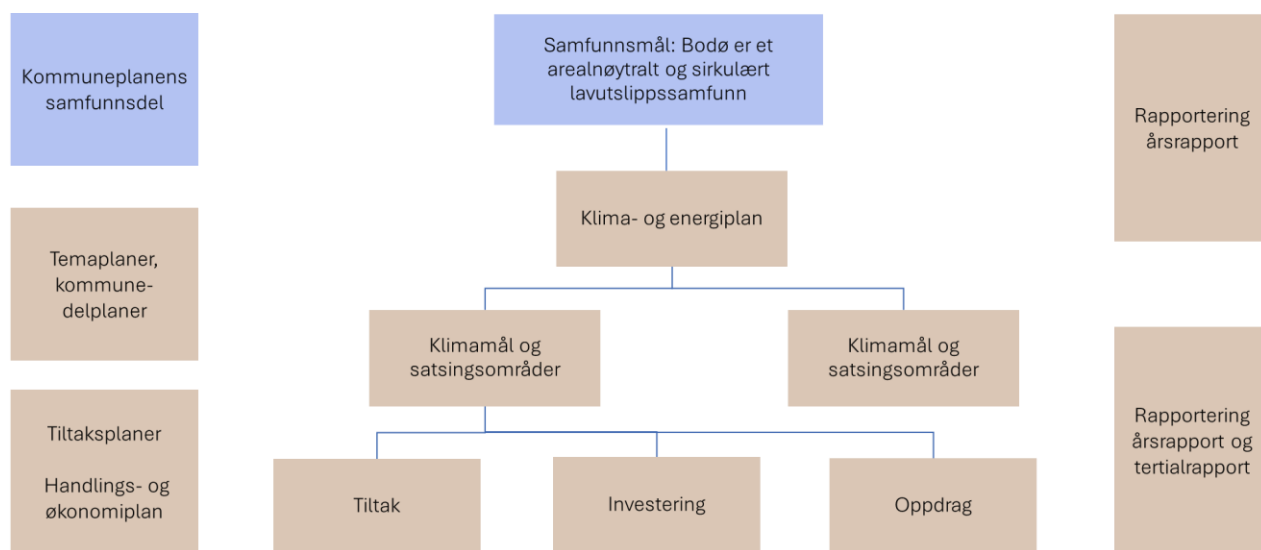 Kommuneplanens
samfunnsdel
Samfunnsmål: Bodø er et
arealnøytralt og sirkulært
lavutslippssamfunn
Rapportering
årsrapport
Klima- og energiplan
Temaplaner,
kommune-
delplaner
Klimamål og
satsingsområder
Klimamål og
satsingsområder
Rapportering
årsrapport og
tertialrapport
Tiltaksplaner
Handlings- og
økonomiplan
Tiltak
Investering
Oppdrag